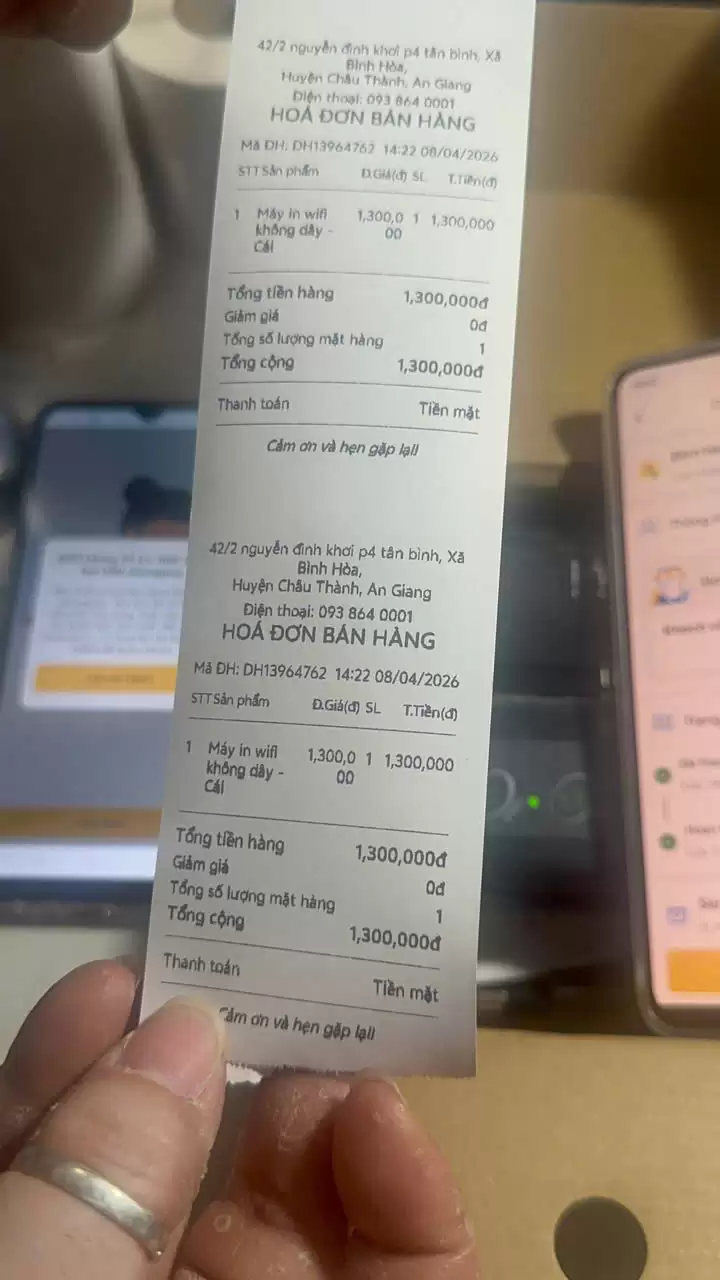 42/2 nguyễn đình khơi p4 tân bình, Xã
Bình Hòa,
Huyện Châu Thành, An Giang
Điện thoại: 093 864 0001
HOÁ ĐƠN BÁN HÀNG
Mã ĐH: DH13964762 14:22 08/04/2026
STT Sản phẩm Đ.Giá(đ) SL T.Tiền(đ)
1 Máy in wifi 1,300,0 1 1,300,000
không dây - 00
Cái
Tổng tiền hàng 1,300,000đ
Giảm giá 0đ
Tổng số lượng mặt hàng 1
Tổng cộng 1,300,000đ
Thanh toán Tiền mặt
Cảm ơn và hẹn gặp lại!
42/2 nguyễn đình khơi p4 tân bình, Xã
Bình Hòa,
Huyện Châu Thành, An Giang
Điện thoại: 093 864 0001
HOÁ ĐƠN BÁN HÀNG
Mã ĐH: DH13964762 14:22 08/04/2026
STT Sản phẩm Đ.Giá(đ) SL T.Tiền(đ)
1 Máy in wifi 1,300,0 1 1,300,000
không dây - 00
Cái
Tổng tiền hàng 1,300,000đ
Giảm giá 0đ
Tổng số lượng mặt hàng 1
Tổng cộng 1,300,000đ
Thanh toán Tiền mặt
Cảm ơn và hẹn gặp lại!